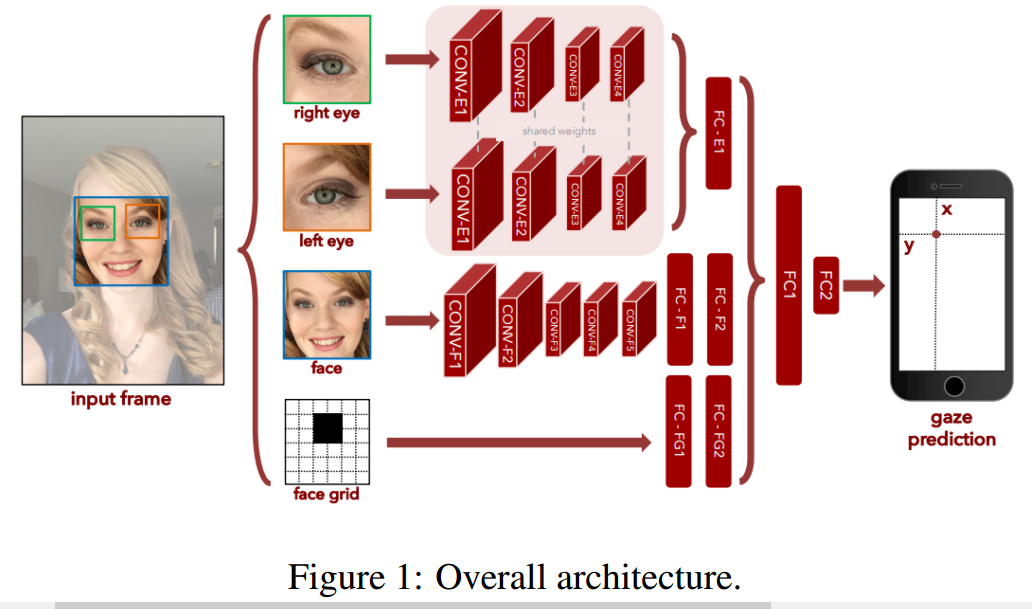 right eye
left eye
face
face grid
input frame
CONV-E1
CONV-E2
CONV-E3
CONV-E4
shared weights
CONV-E1
CONV-E2
CONV-E3
CONV-E4
FC - E1
CONV-F1
CONV-F2
CONV-F3
CONV-F4
CONV-F5
FC - F1
FC - F2
FC - FG1
FC - FG2
FC1
FC2
x
y
gaze
prediction
Figure 1: Overall architecture.